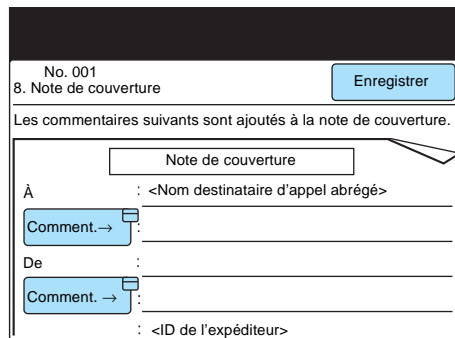 No. 001
8. Note de couverture
Enregistrer
Les commentaires suivants sont ajoutés à la note de couverture.
Note de couverture
À : <Nom destinataire d'appel abrégé>
Comment.→ :
De :
Comment. → :
: <ID de l'expéditeur>